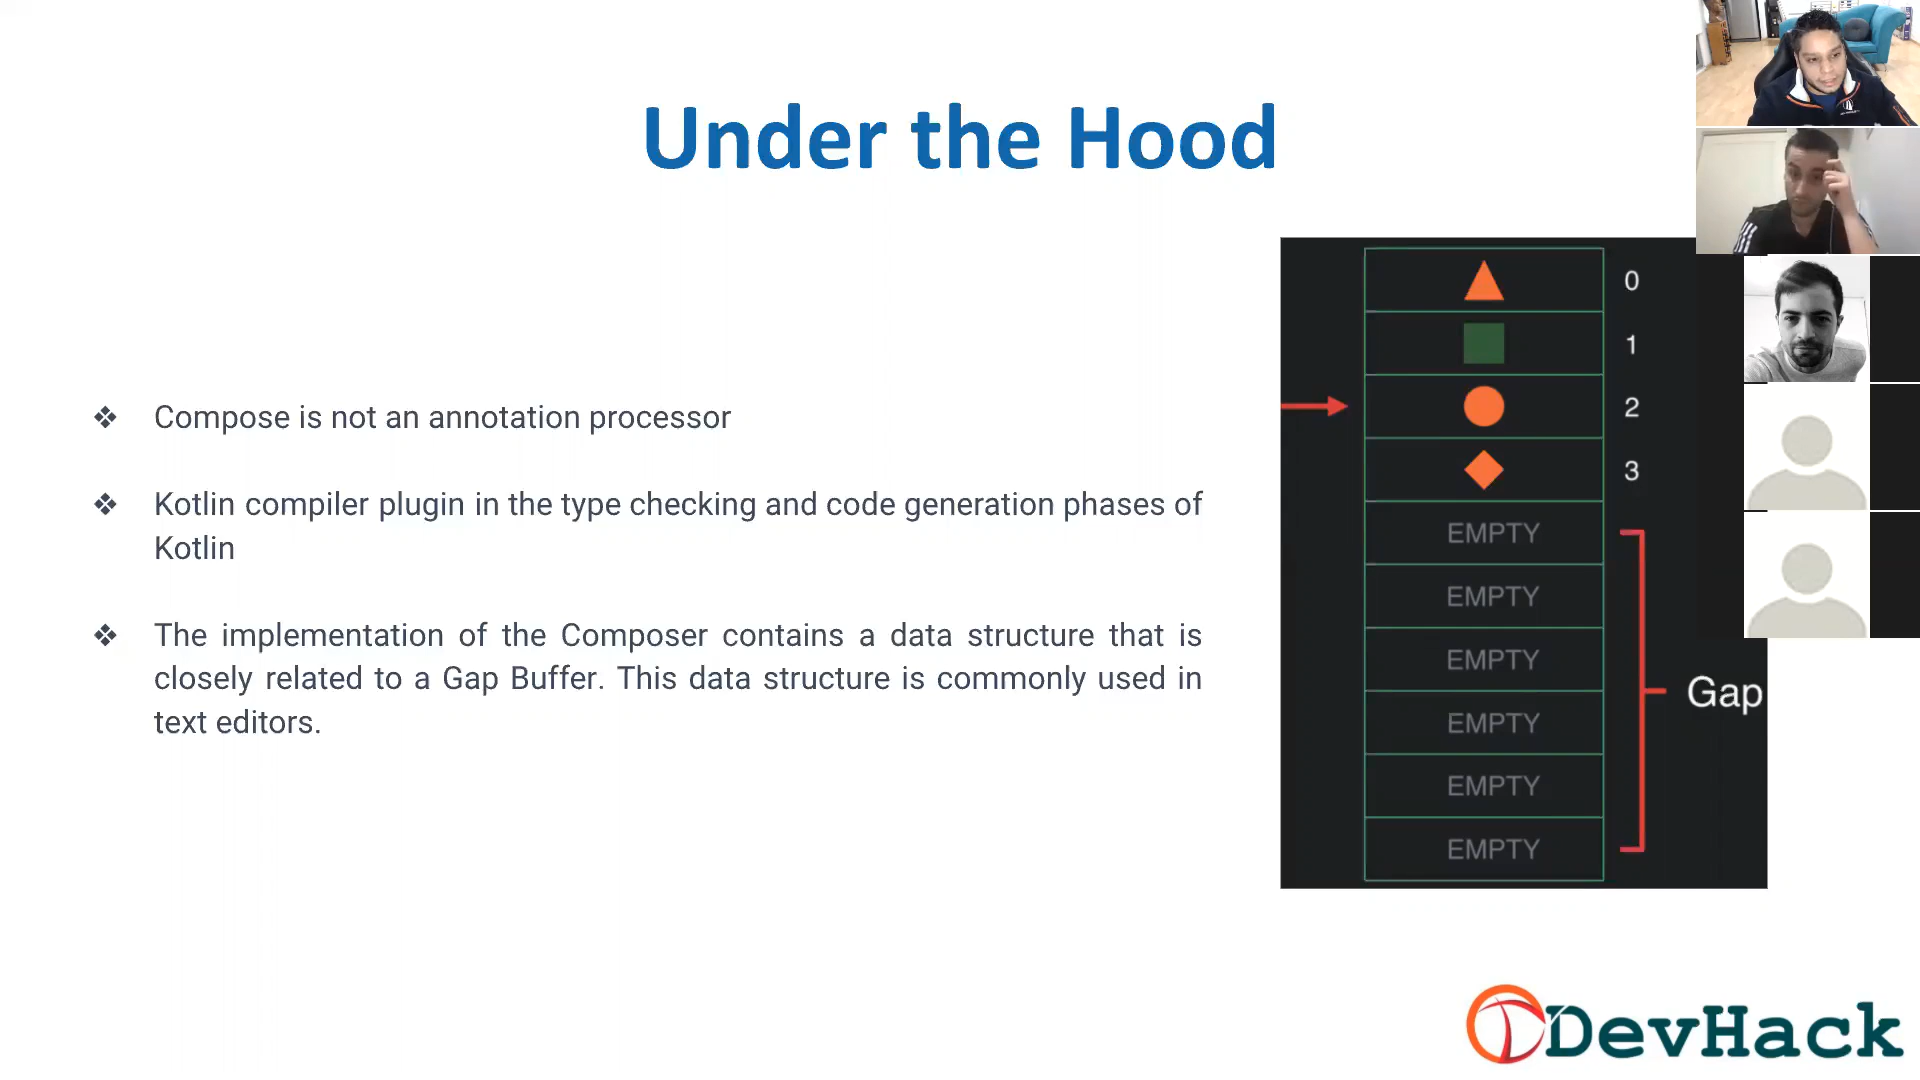 Under the Hood
❖ Compose is not an annotation processor
❖ Kotlin compiler plugin in the type checking and code generation phases of
Kotlin
❖ The implementation of the Composer contains a data structure that is
closely related to a Gap Buffer. This data structure is commonly used in
text editors.
0
1
2
3
EMPTY
EMPTY
EMPTY
EMPTY
EMPTY
EMPTY
Gap
DevHack